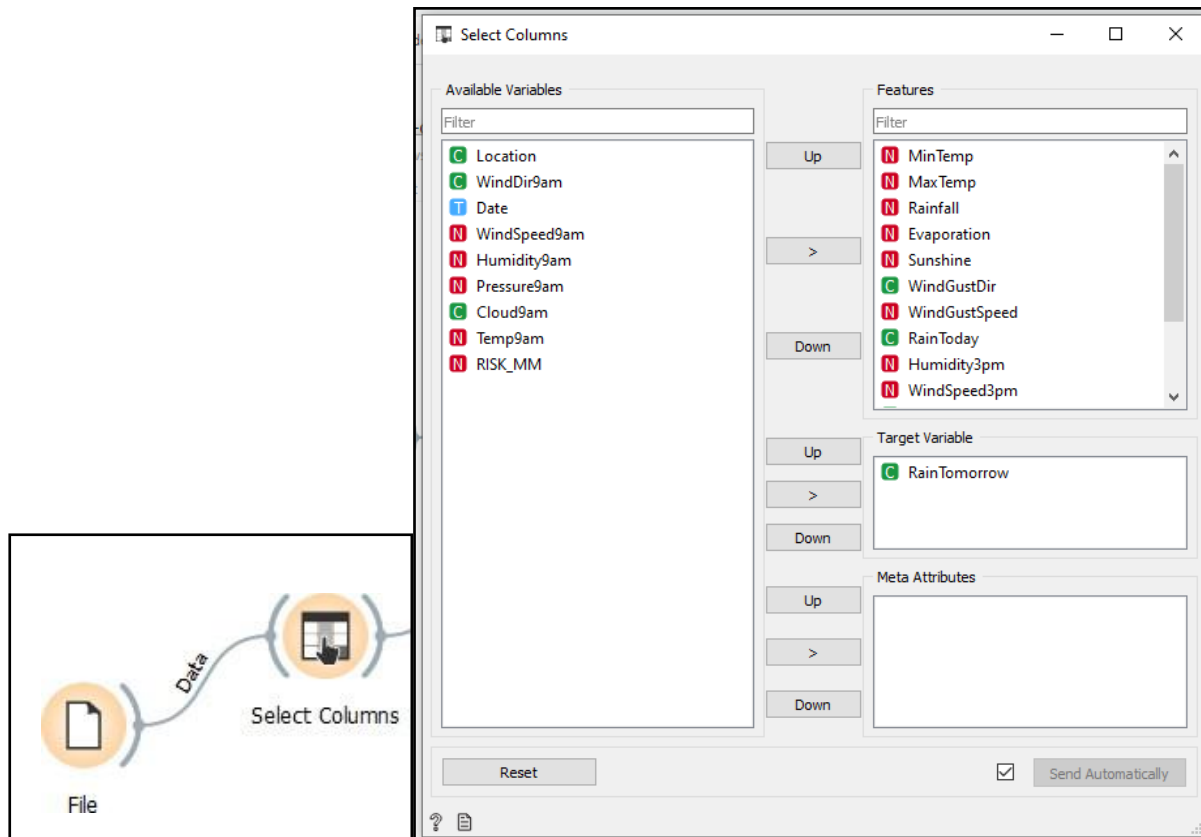 Data
Select Columns
File
Select Columns
Available Variables
Filter
C Location
C WindDir9am
T Date
N WindSpeed9am
N Humidity9am
N Pressure9am
C Cloud9am
N Temp9am
N RISK_MM
Up
>
Down
Up
>
Down
Up
>
Down
Features
Filter
N MinTemp
N MaxTemp
N Rainfall
N Evaporation
N Sunshine
C WindGustDir
N WindGustSpeed
C RainToday
N Humidity3pm
N WindSpeed3pm
Target Variable
C RainTomorrow
Meta Attributes
Reset
Send Automatically
?